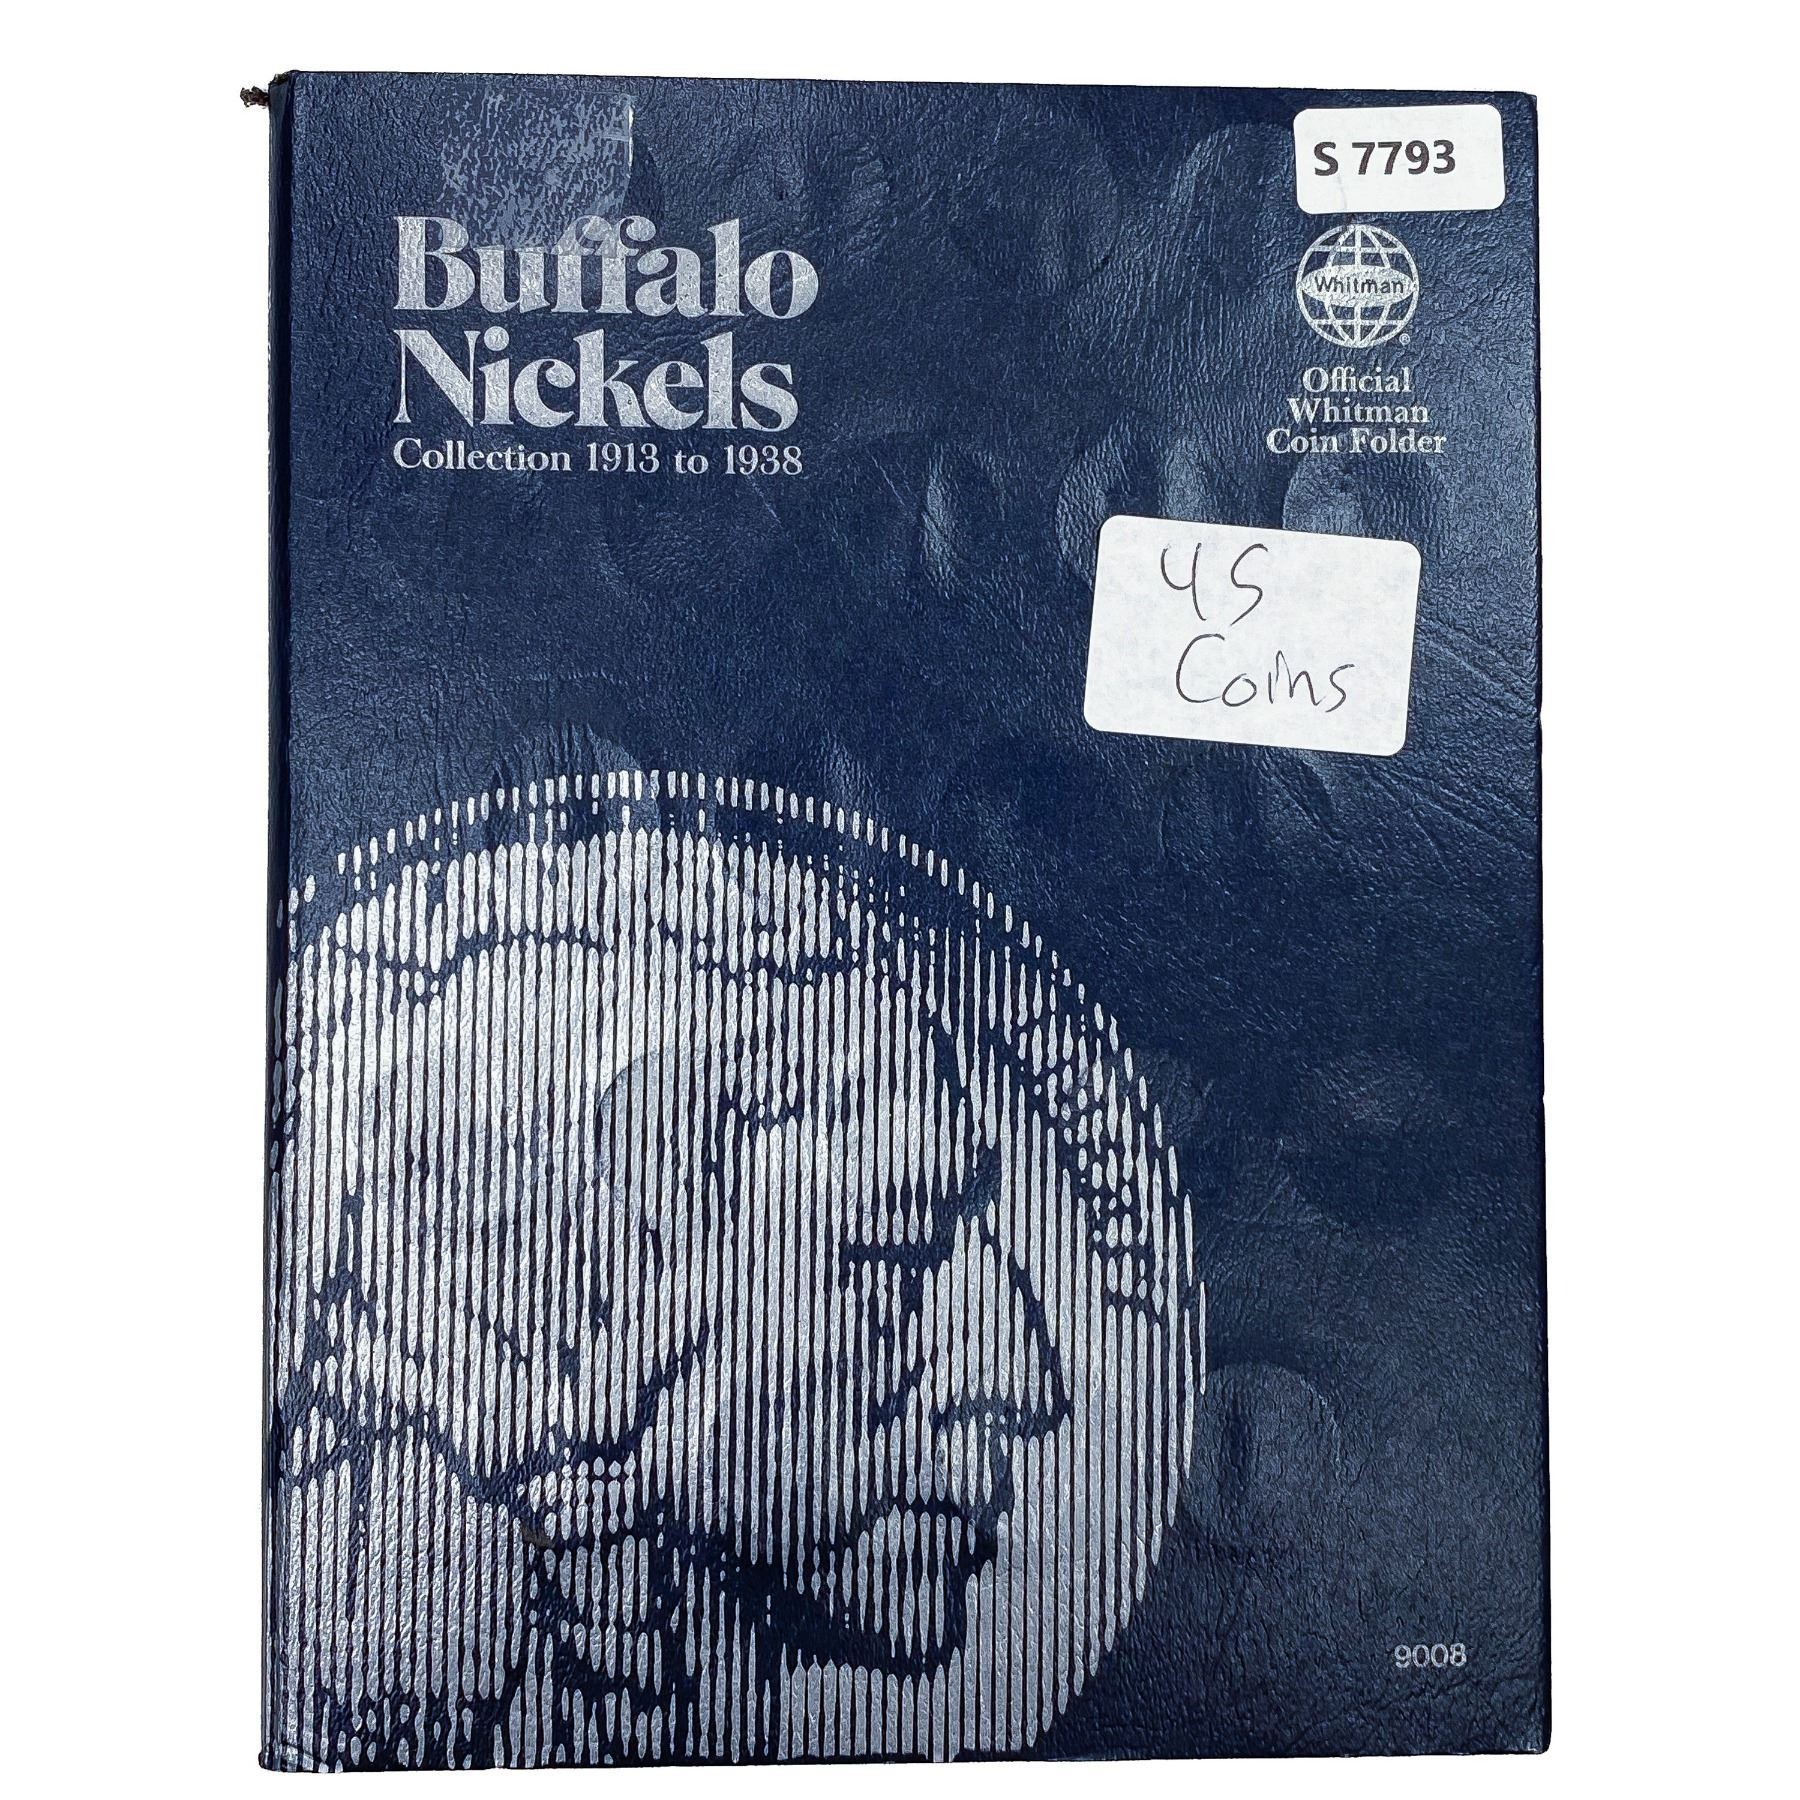 S 7793
Buffalo
Nickels
Collection 1913 to 1938
Whitman
®
Official
Whitman
Coin Folder
45
Coins
9008